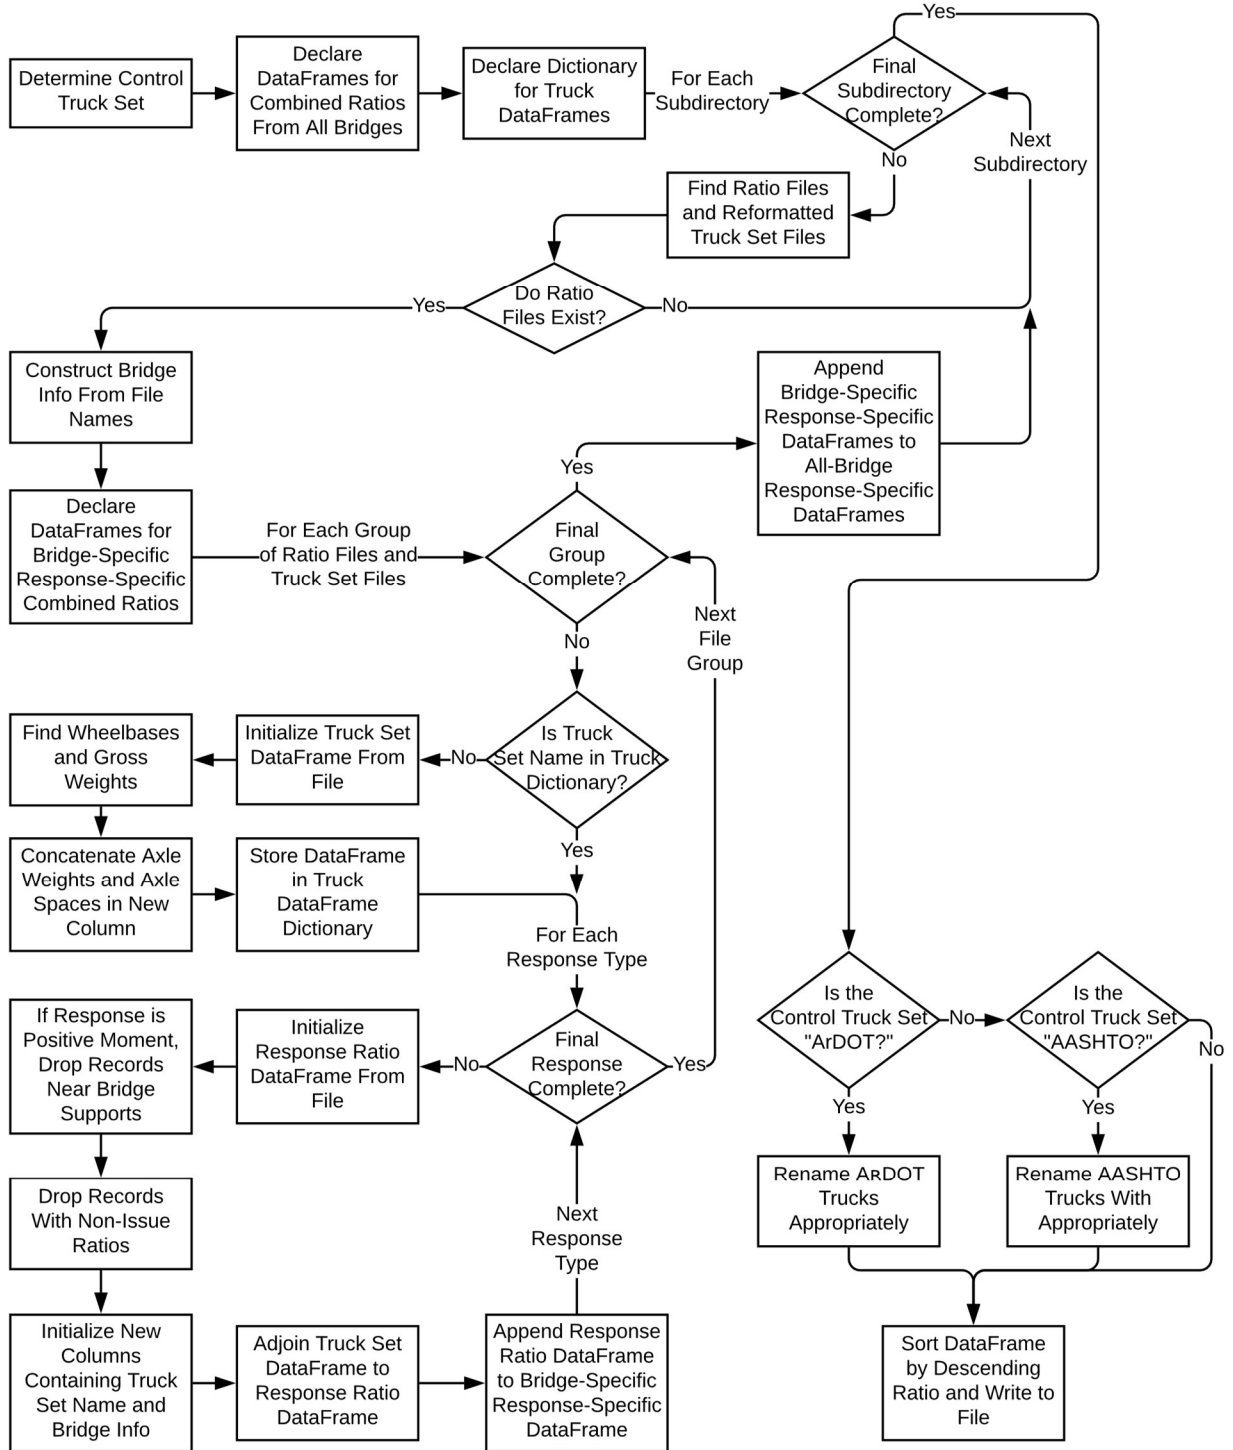 Determine Control
Truck Set
Declare
DataFrames for
Combined Ratios
From All Bridges
Declare Dictionary
for Truck
DataFrames
For Each
Subdirectory
Final
Subdirectory
Complete?
Yes
No
Next
Subdirectory
Find Ratio Files
and Reformatted
Truck Set Files
Do Ratio
Files Exist?
Yes
No
Construct Bridge
Info From File
Names
Append
Bridge-Specific
Response-Specific
DataFrames to
All-Bridge
Response-Specific
DataFrames
Declare
DataFrames for
Bridge-Specific
Response-Specific
Combined Ratios
For Each Group
of Ratio Files and
Truck Set Files
Yes
Final
Group
Complete?
No
Next
File
Group
Is Truck
Set Name in Truck
Dictionary?
No
Initialize Truck Set
DataFrame From
File
Find Wheelbases
and Gross
Weights
Yes
Concatenate Axle
Weights and Axle
Spaces in New
Column
Store DataFrame
in Truck
DataFrame
Dictionary
For Each
Response Type
Final
Response
Complete?
Yes
No
Initialize
Response Ratio
DataFrame From
File
If Response is
Positive Moment,
Drop Records
Near Bridge
Supports
Drop Records
With Non-Issue
Ratios
Initialize New
Columns
Containing Truck
Set Name and
Bridge Info
Adjoin Truck Set
DataFrame to
Response Ratio
DataFrame
Append Response
Ratio DataFrame
to Bridge-Specific
Response-Specific
DataFrame
Next
Response
Type
Is the
Control Truck Set
"ArDOT?"
No
Is the
Control Truck Set
"AASHTO?"
No
Yes
Yes
Rename ARDOT
Trucks
Appropriately
Rename AASHTO
Trucks With
Appropriately
Sort DataFrame
by Descending
Ratio and Write to
File